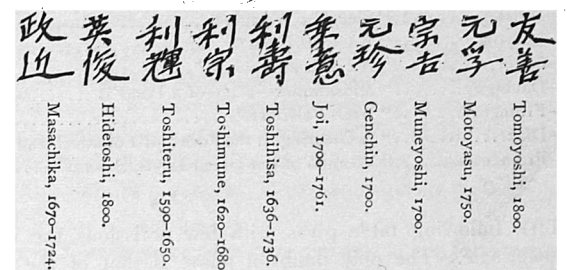 友善 Tomoyoshi, 1800.
元孚 Motoyasu, 1750.
宗吉 Muneyoshi, 1700.
元珍 Genchin, 1700.
乗意 Joi, 1700–1761.
利壽 Toshihisa, 1636–1736.
利宗 Toshimune, 1620–1680
利輝 Toshiteru, 1590–1650.
英俊 Hidetoshi, 1800.
政近 Masachika, 1670–1724.